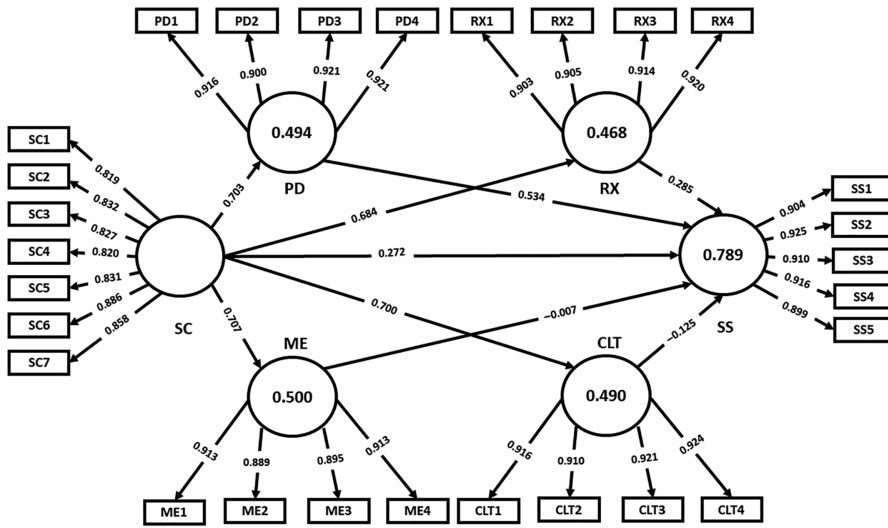 PD1 PD2 PD3 PD4 RX1 RX2 RX3 RX4
0.916 0.900 0.921 0.921 0.903 0.905 0.914 0.920
0.494 0.468
PD RX
SC1
SC2
SC3
SC4
SC5
SC6
SC7
0.819
0.832
0.827
0.820
0.831
0.886
0.858
SC
0.703
0.684
0.272
0.700
0.707
0.534
0.285
-0.007
-0.125
0.789
SS
0.904
0.925
0.910
0.916
0.899
SS1
SS2
SS3
SS4
SS5
ME CLT
0.500 0.490
0.913 0.889 0.895 0.913 0.916 0.910 0.921 0.924
ME1 ME2 ME3 ME4 CLT1 CLT2 CLT3 CLT4